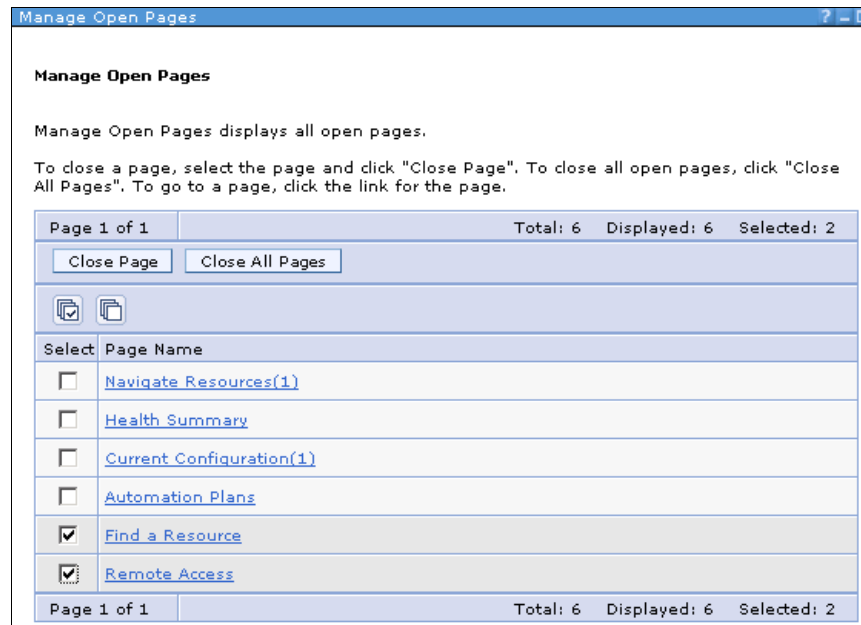 Manage Open Pages ?
Manage Open Pages
Manage Open Pages displays all open pages.
To close a page, select the page and click "Close Page". To close all open pages, click "Close
All Pages". To go to a page, click the link for the page.
Page 1 of 1 Total: 6 Displayed: 6 Selected: 2
Close Page Close All Pages
Select Page Name
Navigate Resources(1)
Health Summary
Current Configuration(1)
Automation Plans
Find a Resource
Remote Access
Page 1 of 1 Total: 6 Displayed: 6 Selected: 2